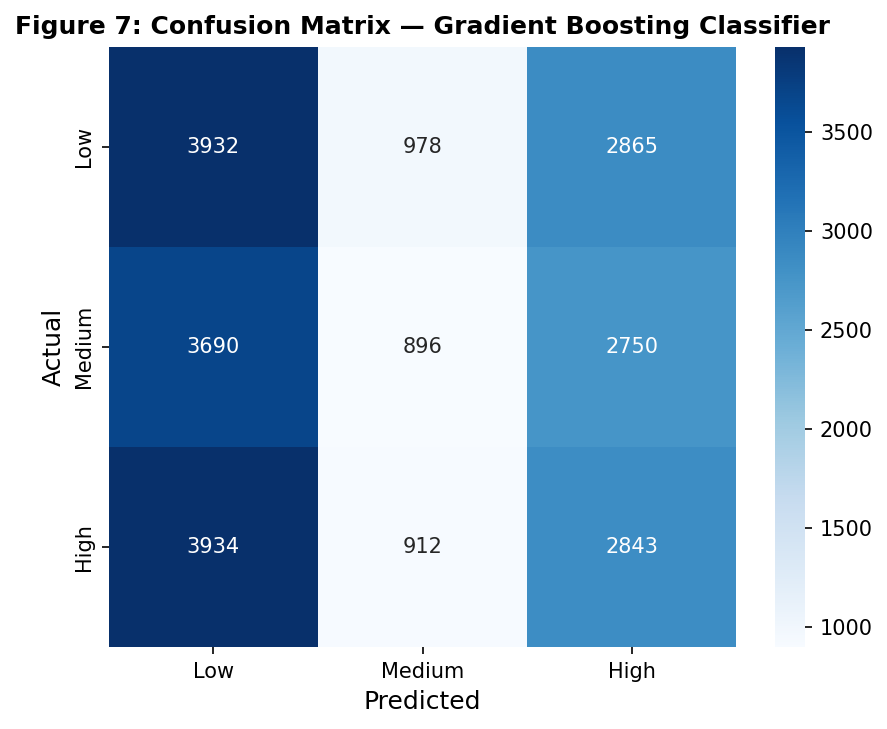 Figure 7: Confusion Matrix — Gradient Boosting Classifier
Actual
Low
3932 978 2865
Medium
3690 896 2750
High
3934 912 2843
Low Medium High
Predicted
3500
3000
2500
2000
1500
1000